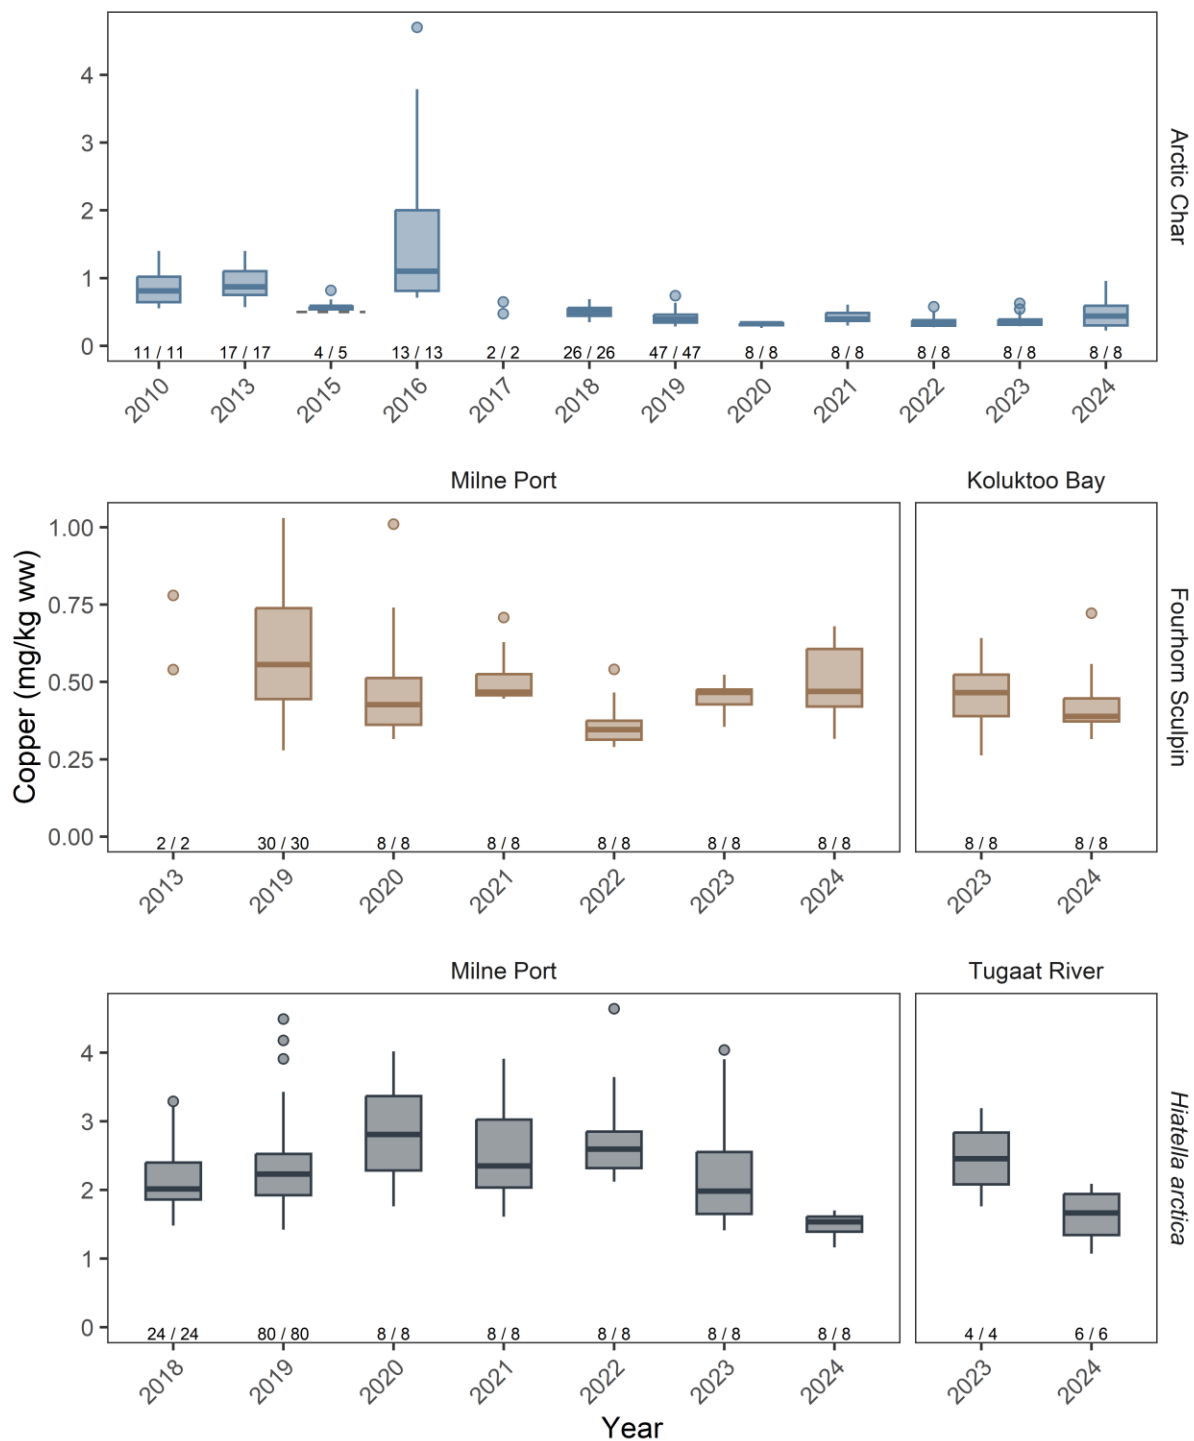 4
3
2
1
0
Arctic Char
11 / 11 17 / 17 4 / 5 13 / 13 2 / 2 26 / 26 47 / 47 8 / 8 8 / 8 8 / 8 8 / 8 8 / 8
2010 2013 2015 2016 2017 2018 2019 2020 2021 2022 2023 2024
Milne Port Koluktoo Bay
Copper (mg/kg ww)
1.00
0.75
0.50
0.25
0.00
Fourhorn Sculpin
2 / 2 30 / 30 8 / 8 8 / 8 8 / 8 8 / 8 8 / 8 8 / 8 8 / 8
2013 2019 2020 2021 2022 2023 2024 2023 2024
Milne Port Tugaat River
4
3
2
1
0
Hiatella arctica
24 / 24 80 / 80 8 / 8 8 / 8 8 / 8 8 / 8 8 / 8 4 / 4 6 / 6
2018 2019 2020 2021 2022 2023 2024 2023 2024
Year